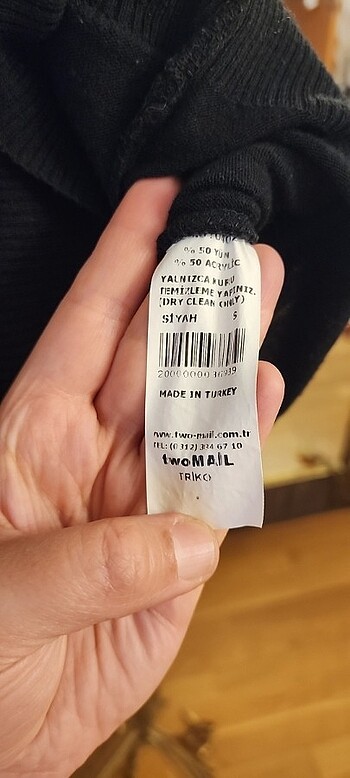 % 50 YÜN
% 50 ACRYLIC
YALNIZCA KURU
TEMİZLEME YAPINIZ.
(DRY CLEAN ONLY)
SİYAH S
MADE IN TURKEY
www.two-mail.com.tr
TEL: (0312) 384 67 10
twoMAIL
TRİKO